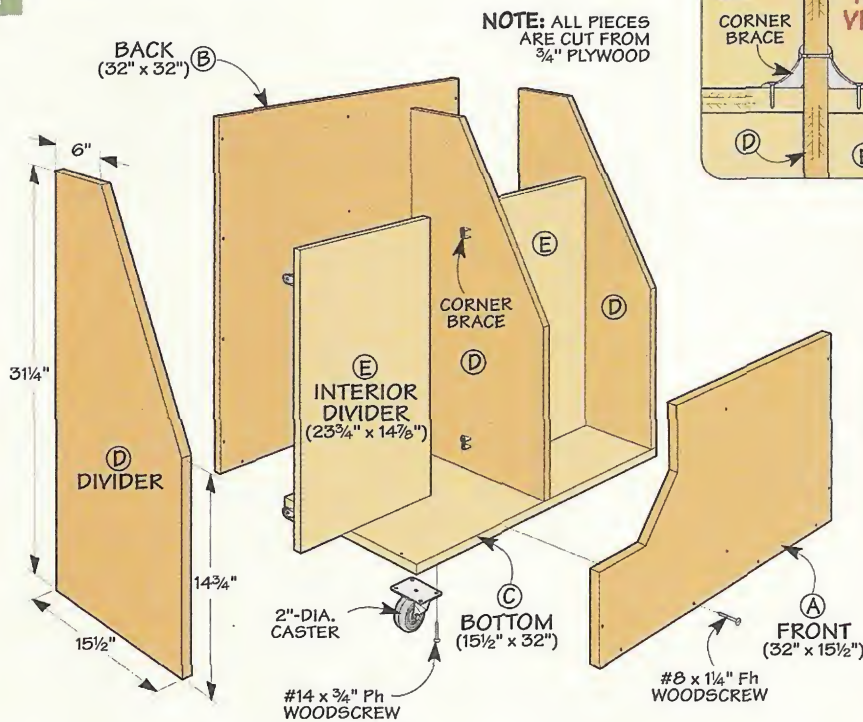 NOTE: ALL PIECES
ARE CUT FROM
¾" PLYWOOD
CORNER
BRACE
D
BACK
(32" x 32")
B
6"
31¼"
D
DIVIDER
15½"
14¾"
E
INTERIOR
DIVIDER
(23¾" x 14⅞")
CORNER
BRACE
D
E
D
2"-DIA.
CASTER
#14 x ¾" Ph
WOODSCREW
C
BOTTOM
(15½" x 32")
A
FRONT
(32" x 15½")
#8 x 1¼" Fh
WOODSCREW